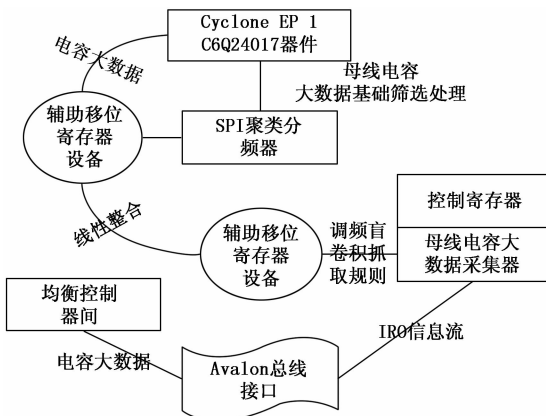 Cyclone EP 1
C6Q24017器件
电容大数据
母线电容
大数据基础筛选处理
辅助移位
寄存器
设备
SPI聚类分
频器
线性整合
辅助移位
寄存器
设备
调频盲
卷积抓
取规则
控制寄存器
母线电容大
数据采集器
均衡控制
器间
IRO信息流
电容大数据
Avalon总线
接口